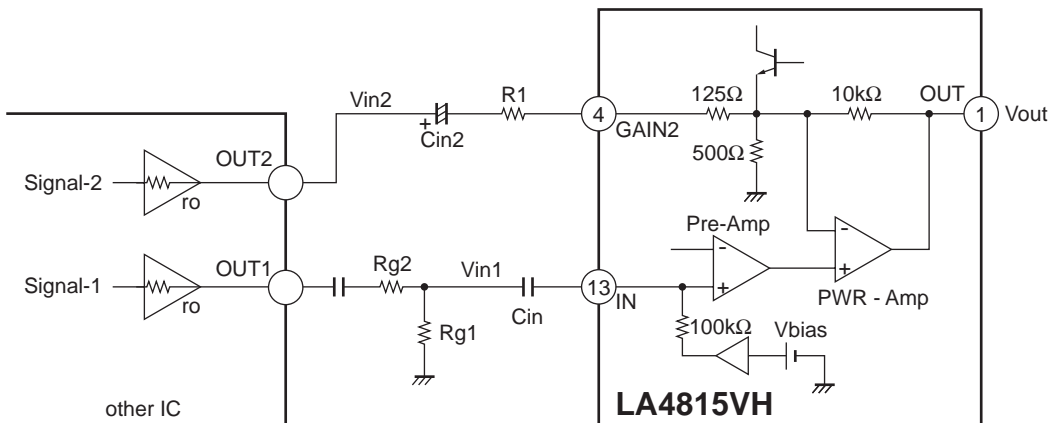 Vin2
Cin2
+
R1
4
GAIN2
125Ω
500Ω
10kΩ
OUT
1
Vout
OUT2
Signal-2
ro
Pre-Amp
-
+
-
+
PWR - Amp
OUT1
Signal-1
ro
Rg2
Vin1
Rg1
Cin
13
IN
100kΩ
Vbias
other IC
LA4815VH